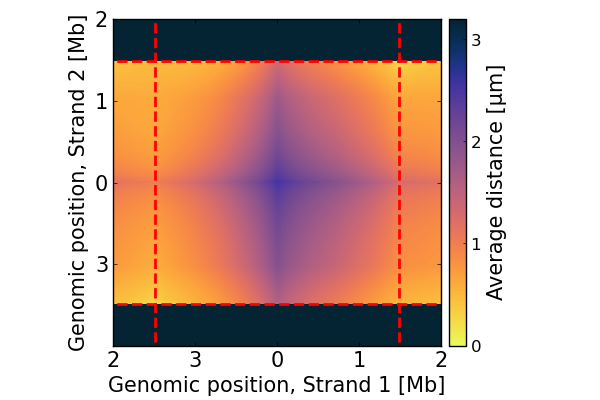 2
1
0
3
2 3 0 1 2
Genomic position, Strand 1 [Mb]
Genomic position, Strand 2 [Mb]
3
2
1
0
Average distance [µm]